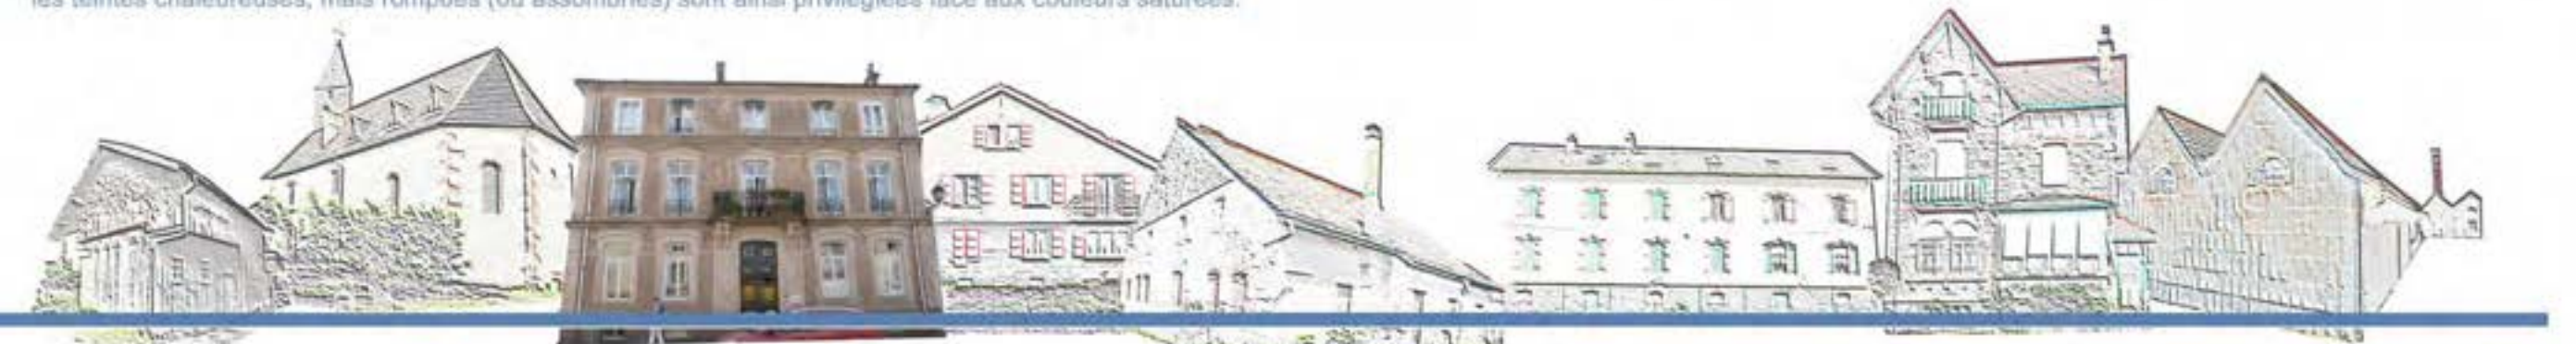 les teintes chaleureuses, mais rompues (ou assombries) sont ainsi privilégiées face aux couleurs saturées.